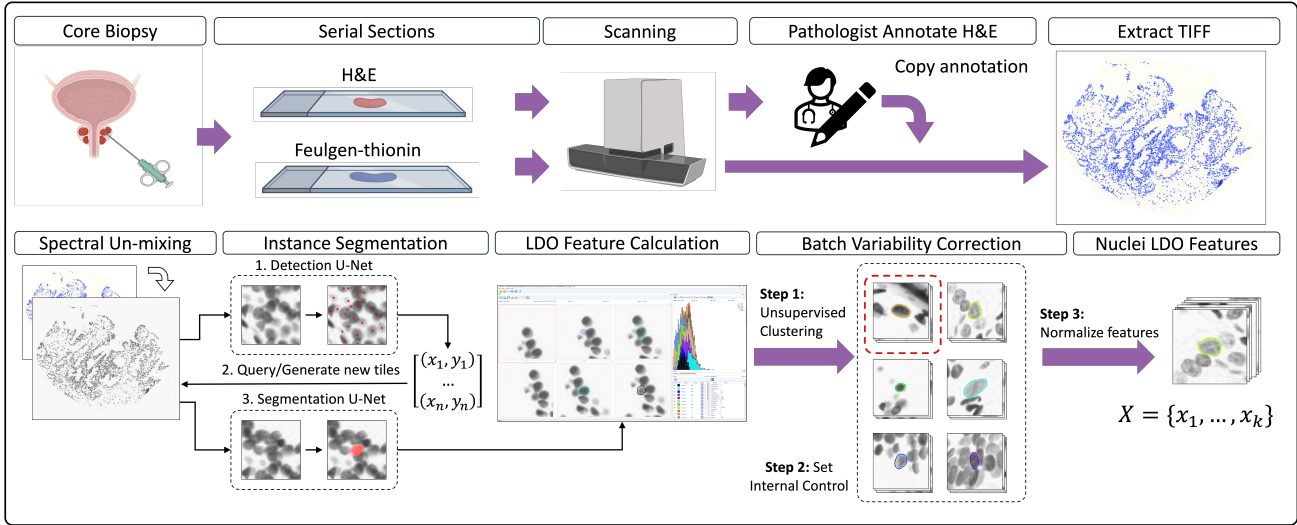 Core Biopsy
Serial Sections
Scanning
Pathologist Annotate H&E
Extract TIFF
H&E
Feulgen-thionin
Copy annotation
Spectral Un-mixing
Instance Segmentation
LDO Feature Calculation
Batch Variability Correction
Nuclei LDO Features
1. Detection U-Net
2. Query/Generate new tiles
3. Segmentation U-Net
[(x₁, y₁)
...
(xₙ, yₙ)]
Step 1:
Unsupervised
Clustering
Step 2: Set
Internal Control
Step 3:
Normalize features
X = {x₁, ..., xₖ}